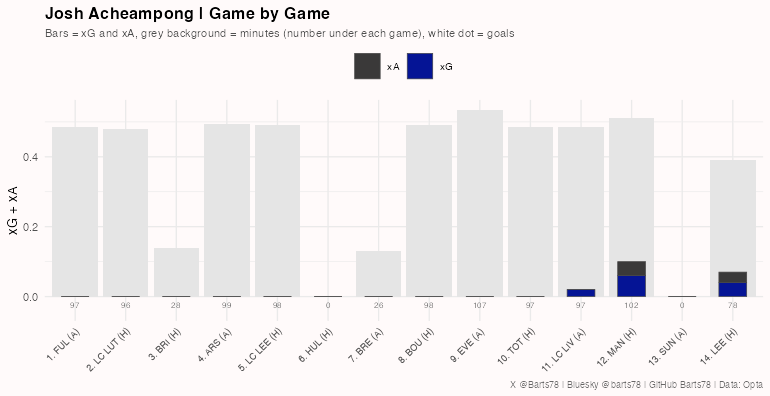 Josh Acheampong | Game by Game
Bars = xG and xA, grey background = minutes (number under each game), white dot = goals
xA xG
xG + xA
0.4
0.2
0.0
97 96 28 99 98 0 26 98 107 97 97 102 0 78
1. FUL (A)
2. LC LUT (H)
3. BRI (H)
4. ARS (A)
5. LC LEE (H)
6. HUL (H)
7. BRE (A)
8. BOU (H)
9. EVE (A)
10. TOT (H)
11. LC LIV (A)
12. MAN (H)
13. SUN (A)
14. LEE (H)
X @Barts78 | Bluesky @barts78 | GitHub Barts78 | Data: Opta